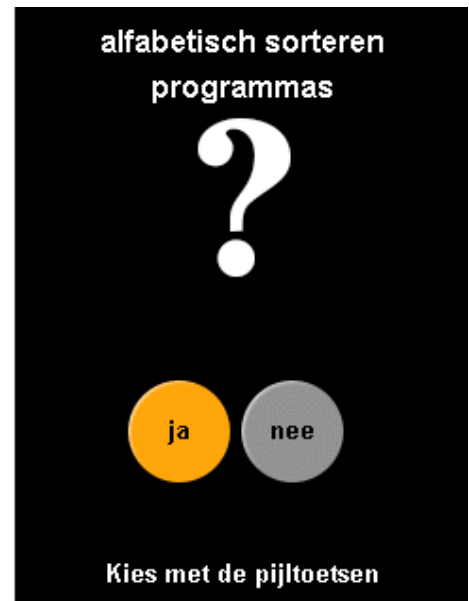 alfabetisch sorteren
programmas
?
ja nee
Kies met de pijltoetsen